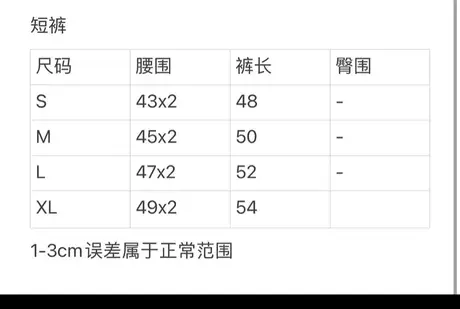 短裤
尺码 腰围 裤长 臀围
S 43x2 48 -
M 45x2 50 -
L 47x2 52 -
XL 49x2 54
1-3cm误差属于正常范围